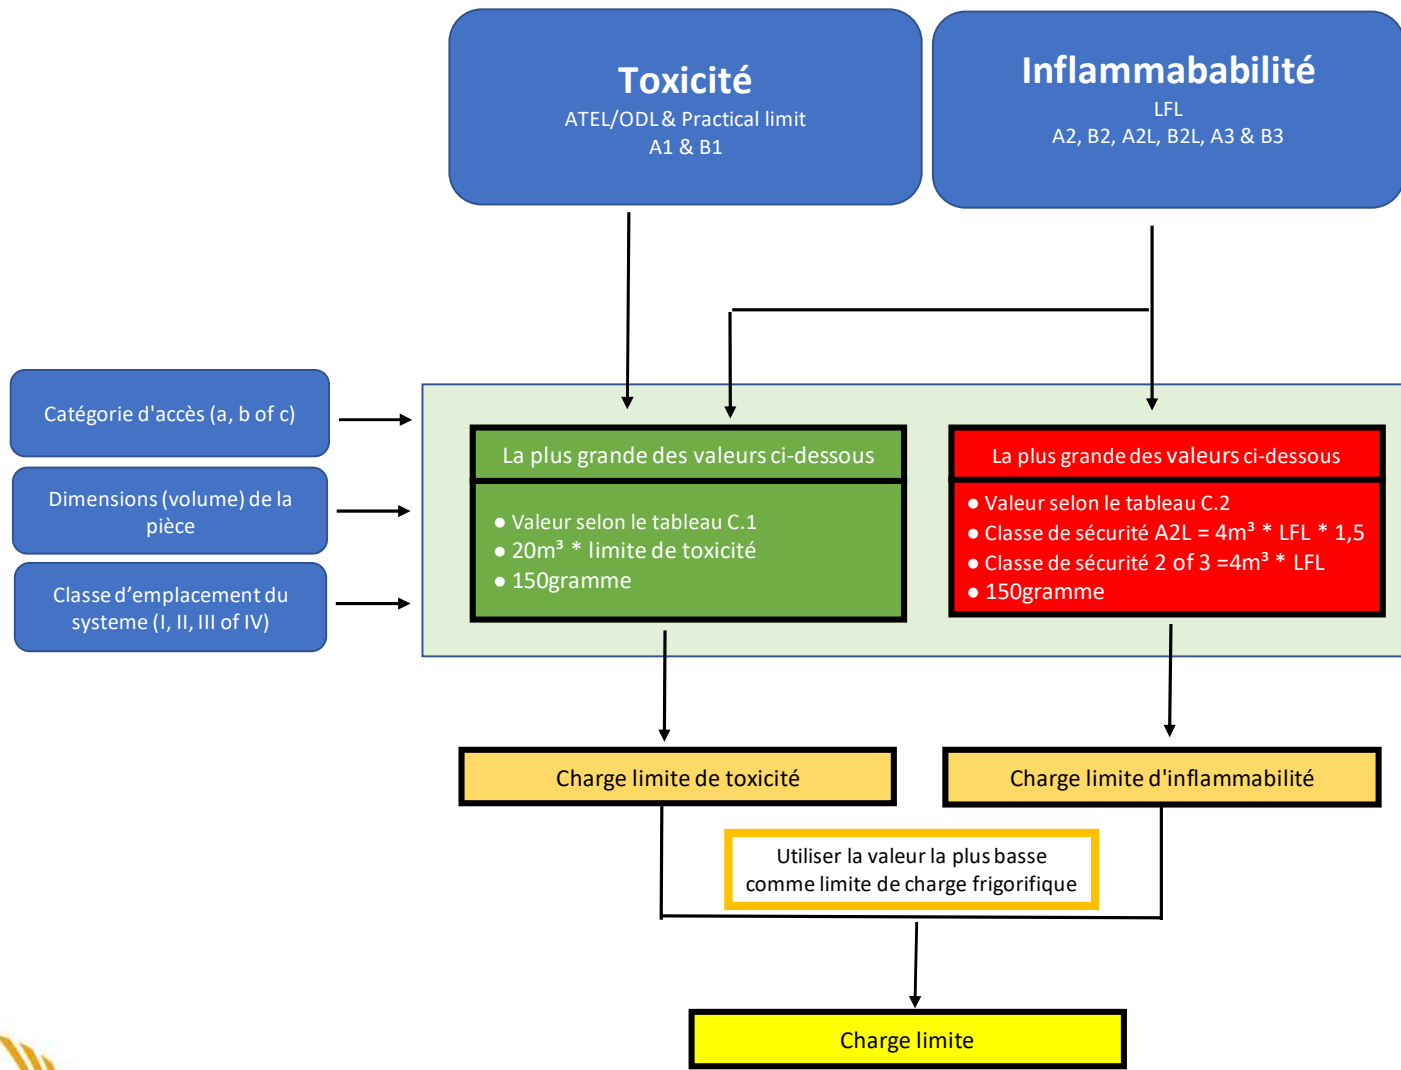 Toxicité
ATEL/ODL & Practical limit
A1 & B1
Inflammababilité
LFL
A2, B2, A2L, B2L, A3 & B3
Catégorie d'accès (a, b of c)
Dimensions (volume) de la
pièce
Classe d’emplacement du
systeme (I, II, III of IV)
La plus grande des valeurs ci-dessous
● Valeur selon le tableau C.1
● 20m³ * limite de toxicité
● 150gramme
La plus grande des valeurs ci-dessous
● Valeur selon le tableau C.2
● Classe de sécurité A2L = 4m³ * LFL * 1,5
● Classe de sécurité 2 of 3 =4m³ * LFL
● 150gramme
Charge limite de toxicité
Charge limite d'inflammabilité
Utiliser la valeur la plus basse
comme limite de charge frigorifique
Charge limite